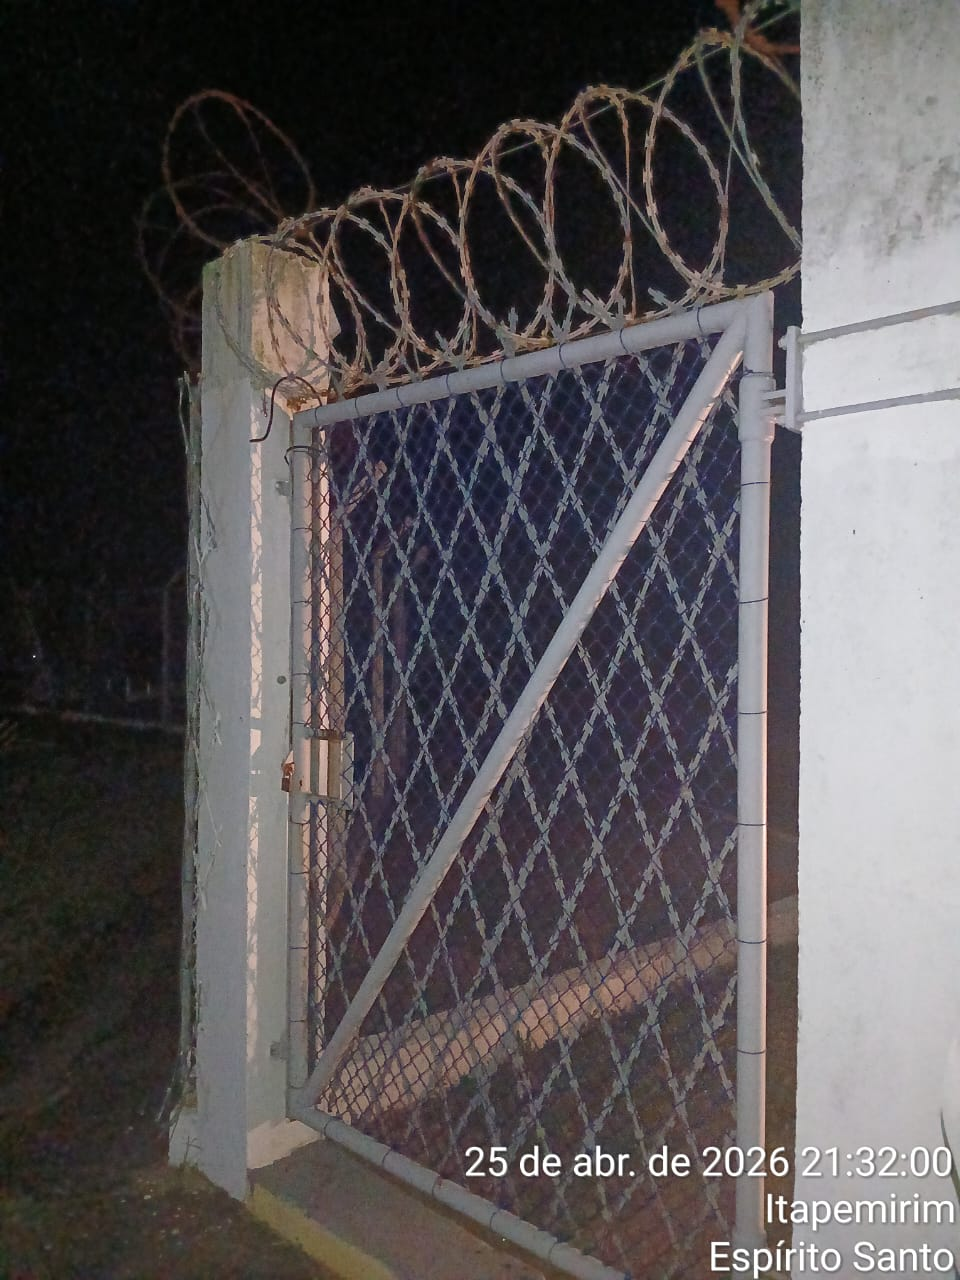 25 de abr. de 2026 21:32:00
Itapemirim
Espírito Santo